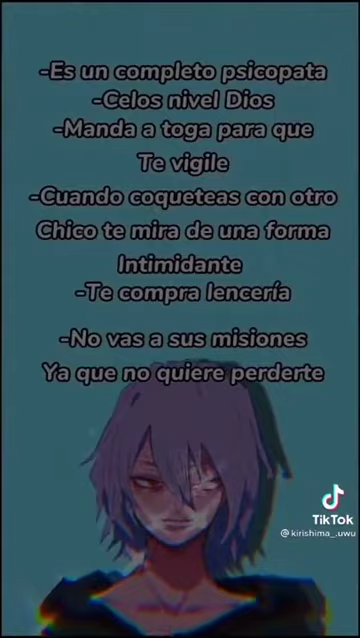 -Es un completo psicopata
-Celos nivel Dios
-Manda a toga para que
Te vigile
-Cuando coqueteas con otro
Chico te mira de una forma
Intimidante
-Te compra lencería
-No vas a sus misiones
Ya que no quiere perderte
TikTok
@kirishima_.uwu